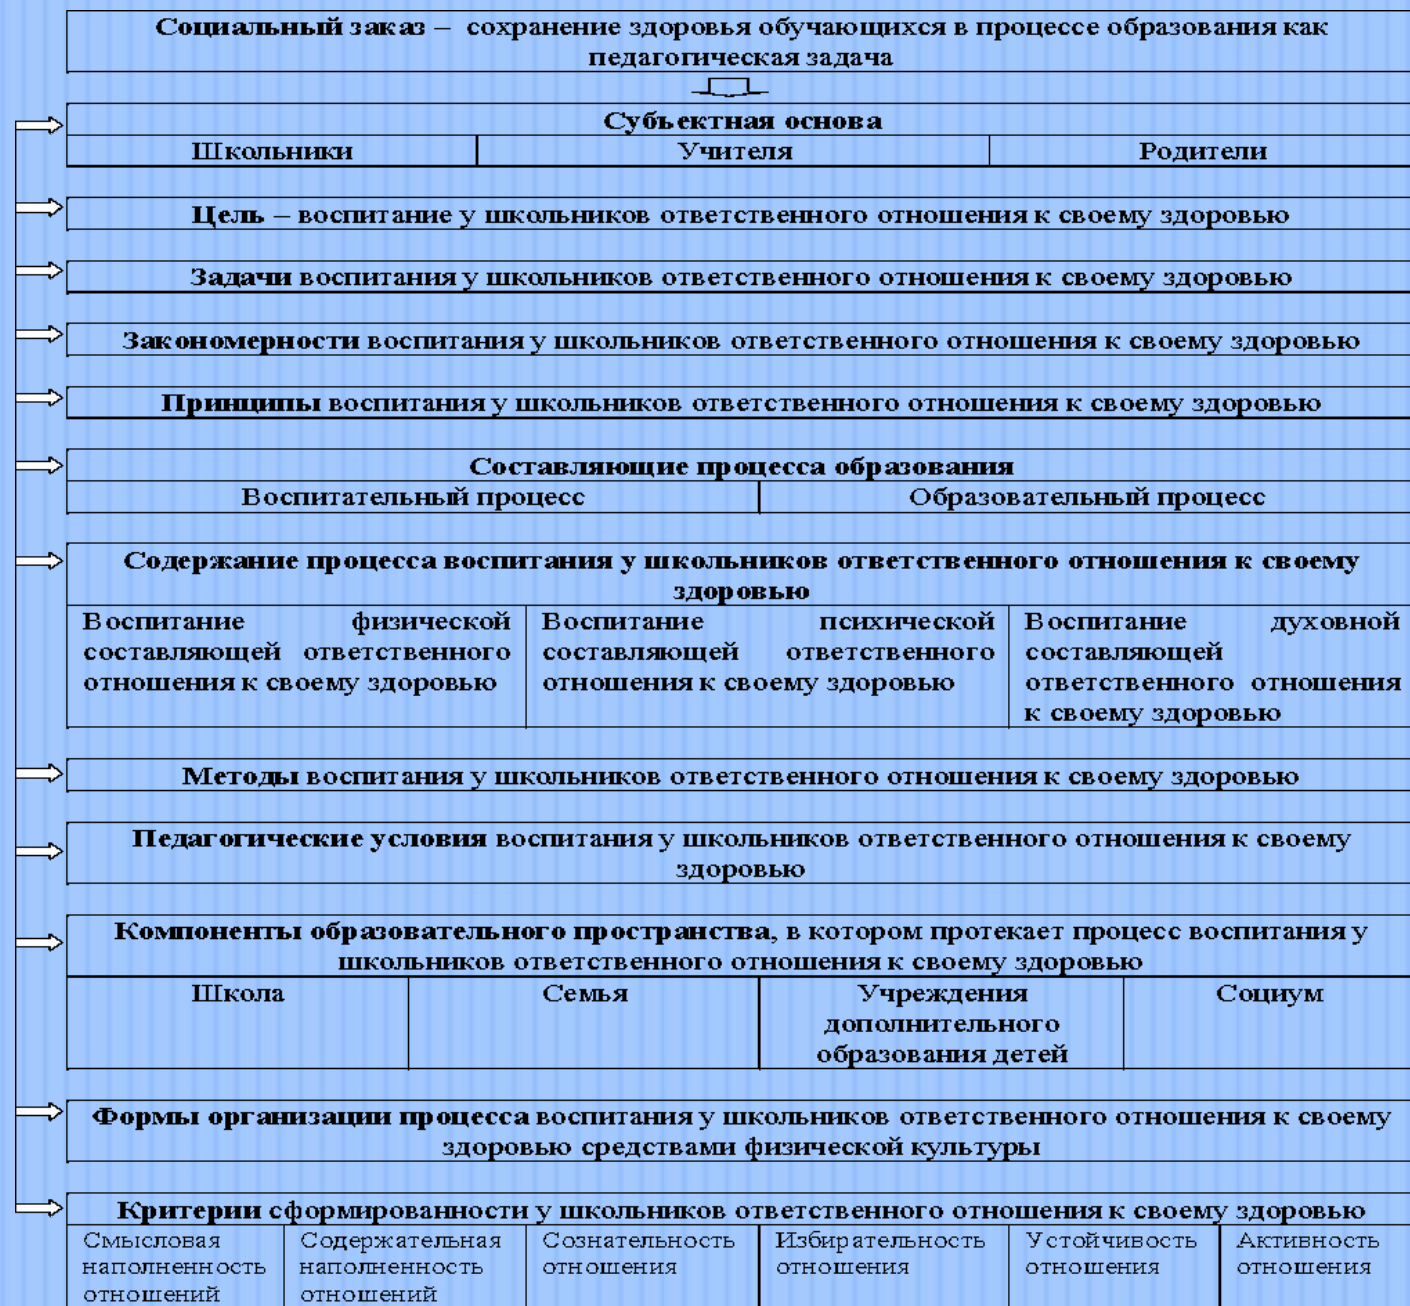 Социальный заказ – сохранение здоровья обучающихся в процессе образования как
педагогическая задача
Субъектная основа
Школьники
Учителя
Родители
Цель – воспитание у школьников ответственного отношения к своему здоровью
Задачи воспитания у школьников ответственного отношения к своему здоровью
Закономерности воспитания у школьников ответственного отношения к своему здоровью
Принципы воспитания у школьников ответственного отношения к своему здоровью
Составляющие процесса образования
Воспитательный процесс
Образовательный процесс
Содержание процесса воспитания у школьников ответственного отношения к своему
здоровью
Воспитание физической
составляющей ответственного
отношения к своему здоровью
Воспитание психической
составляющей ответственного
отношения к своему здоровью
Воспитание духовной
составляющей
ответственного отношения
к своему здоровью
Методы воспитания у школьников ответственного отношения к своему здоровью
Педагогические условия воспитания у школьников ответственного отношения к своему
здоровью
Компоненты образовательного пространства, в котором протекает процесс воспитания у
школьников ответственного отношения к своему здоровью
Школа
Семья
Учреждения
дополнительного
образования детей
Социум
Формы организации процесса воспитания у школьников ответственного отношения к своему
здоровью средствами физической культуры
Критерии сформированности у школьников ответственного отношения к своему здоровью
Смысловая
наполненность
отношений
Содержательная
наполненность
отношений
Сознательность
отношения
Избирательность
отношения
Устойчивость
отношения
Активность
отношения